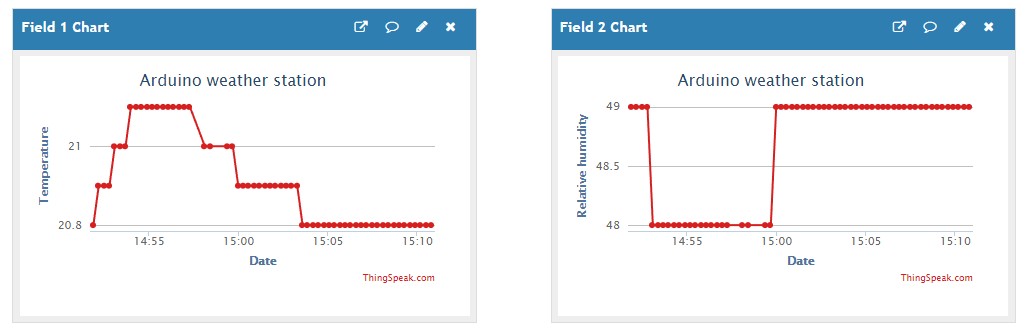 Field 1 Chart
Arduino weather station
Temperature
21
20.8
14:55 15:00 15:05 15:10
Date
ThingSpeak.com
Field 2 Chart
Arduino weather station
Relative humidity
49
48.5
48
14:55 15:00 15:05 15:10
Date
ThingSpeak.com